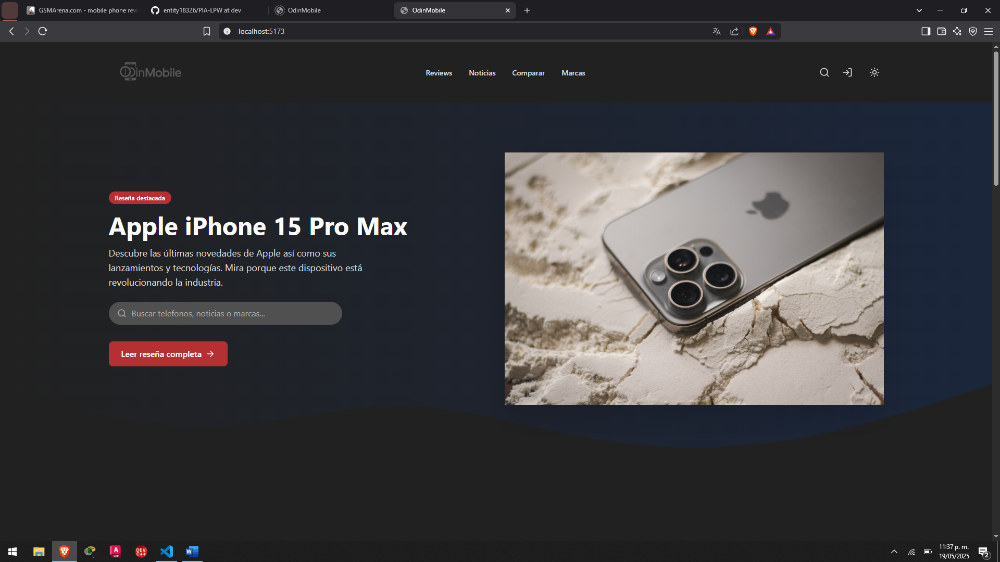 GSMArena.com - mobile phone revi
entity18326/PIA-LPW at dev
OdinMobile
OdinMobile
localhost:5173
OdinMobile
Reviews
Noticias
Comparar
Marcas
Reseña destacada
Apple iPhone 15 Pro Max
Descubre las últimas novedades de Apple así como sus
lanzamientos y tecnologías. Mira porque este dispositivo está
revolucionando la industria.
Buscar telefonos, noticias o marcas...
Leer reseña completa
A
CAD
DEV
C++
W
11:37 p. m.
19/05/2025
2